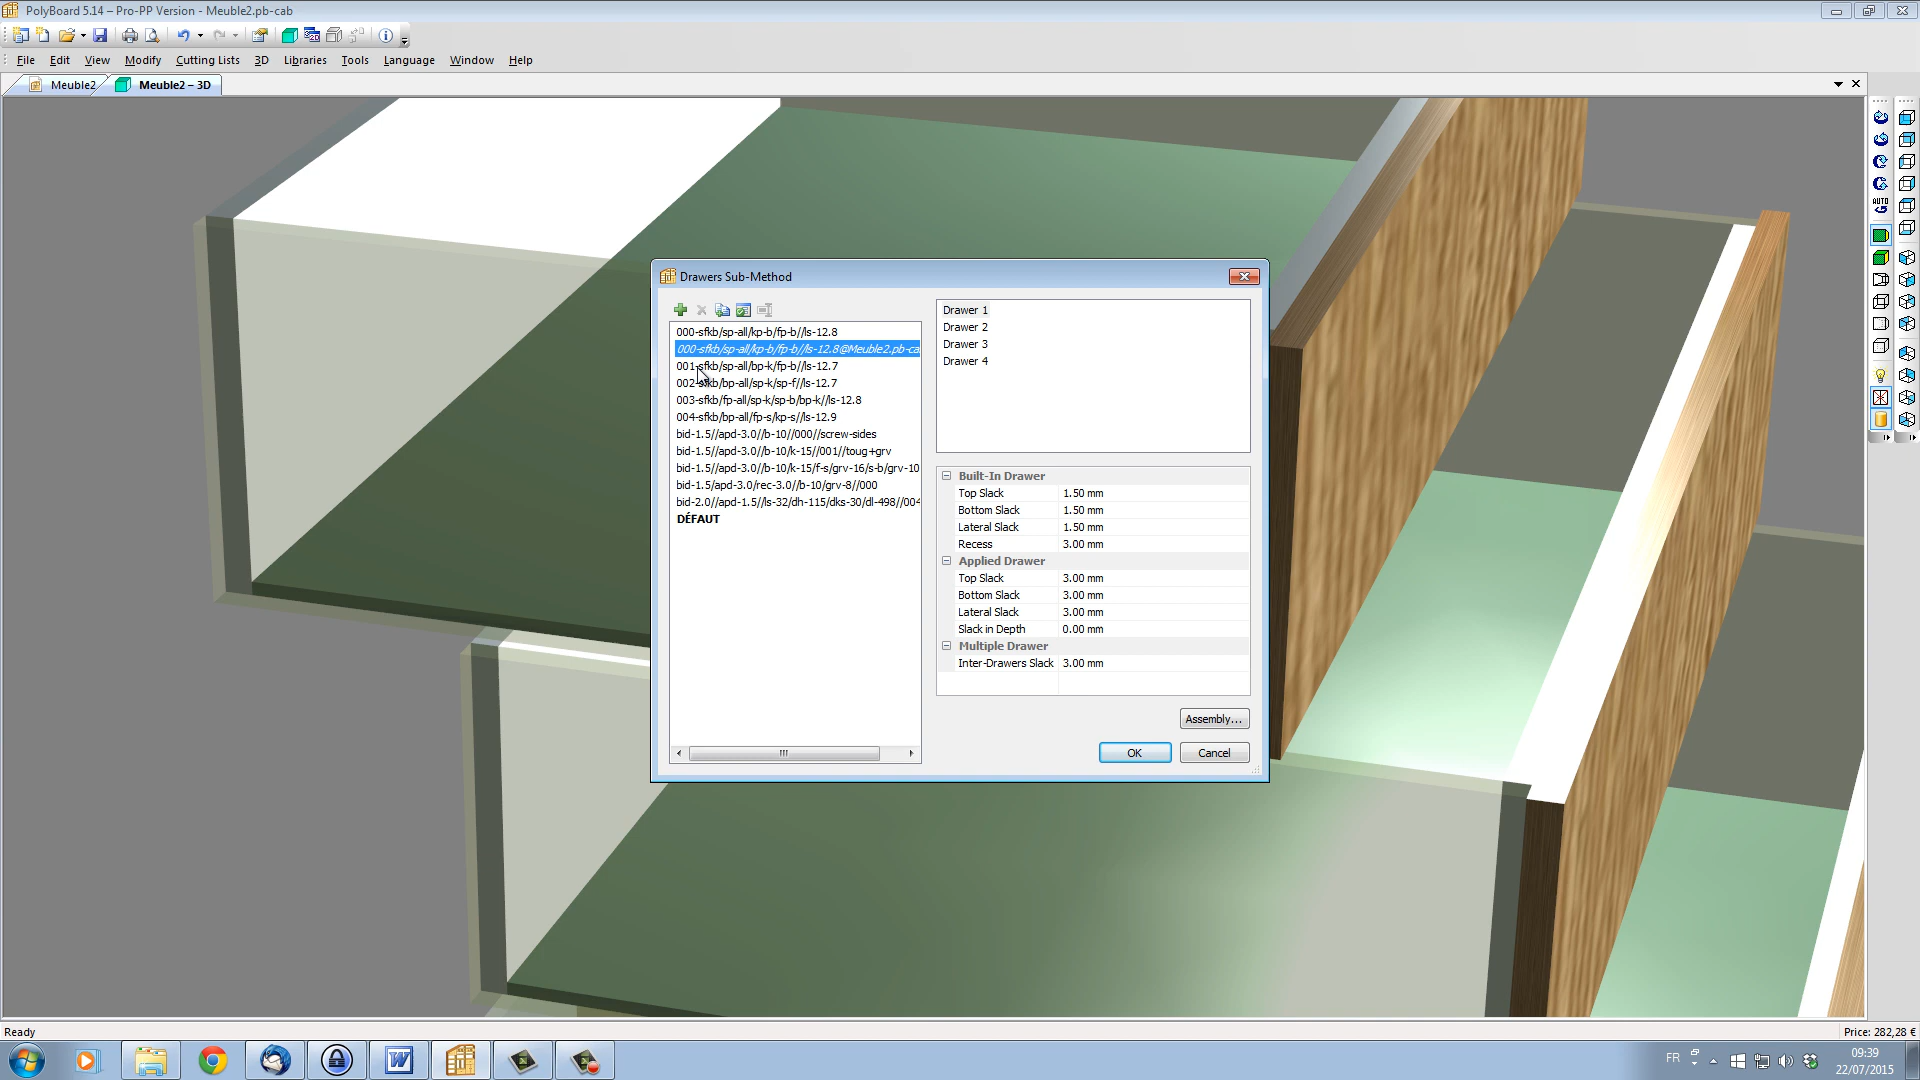 PolyBoard 5.14 – Pro-PP Version - Meuble2.pb-cab
File Edit View Modify Cutting Lists 3D Libraries Tools Language Window Help
Meuble2 Meuble2 – 3D
AUTO
Drawers Sub-Method
000-sfkb/sp-all/kp-b/fp-b//ls-12.8
000-sfkb/sp-all/kp-b/fp-b//ls-12.8@Meuble2.pb-ca
001-sfkb/sp-all/bp-k/fp-b//ls-12.7
002-sfkb/bp-all/sp-k/sp-f//ls-12.7
003-sfkb/fp-all/sp-k/sp-b/bp-k//ls-12.8
004-sfkb/bp-all/fp-s/kp-s//ls-12.9
bid-1.5//apd-3.0//b-10//000//screw-sides
bid-1.5//apd-3.0//b-10/k-15//001//toug+grv
bid-1.5//apd-3.0//b-10/k-15/f-s/grv-16/s-b/grv-10
bid-1.5/apd-3.0/rec-3.0//b-10/grv-8//000
bid-2.0//apd-1.5//ls-32/dh-115/dks-30/dl-498//004
DÉFAUT
Drawer 1
Drawer 2
Drawer 3
Drawer 4
Built-In Drawer
Top Slack 1.50 mm
Bottom Slack 1.50 mm
Lateral Slack 1.50 mm
Recess 3.00 mm
Applied Drawer
Top Slack 3.00 mm
Bottom Slack 3.00 mm
Lateral Slack 3.00 mm
Slack in Depth 0.00 mm
Multiple Drawer
Inter-Drawers Slack 3.00 mm
Assembly...
OK Cancel
Ready
Price: 282,28 €
FR
09:39
22/07/2015